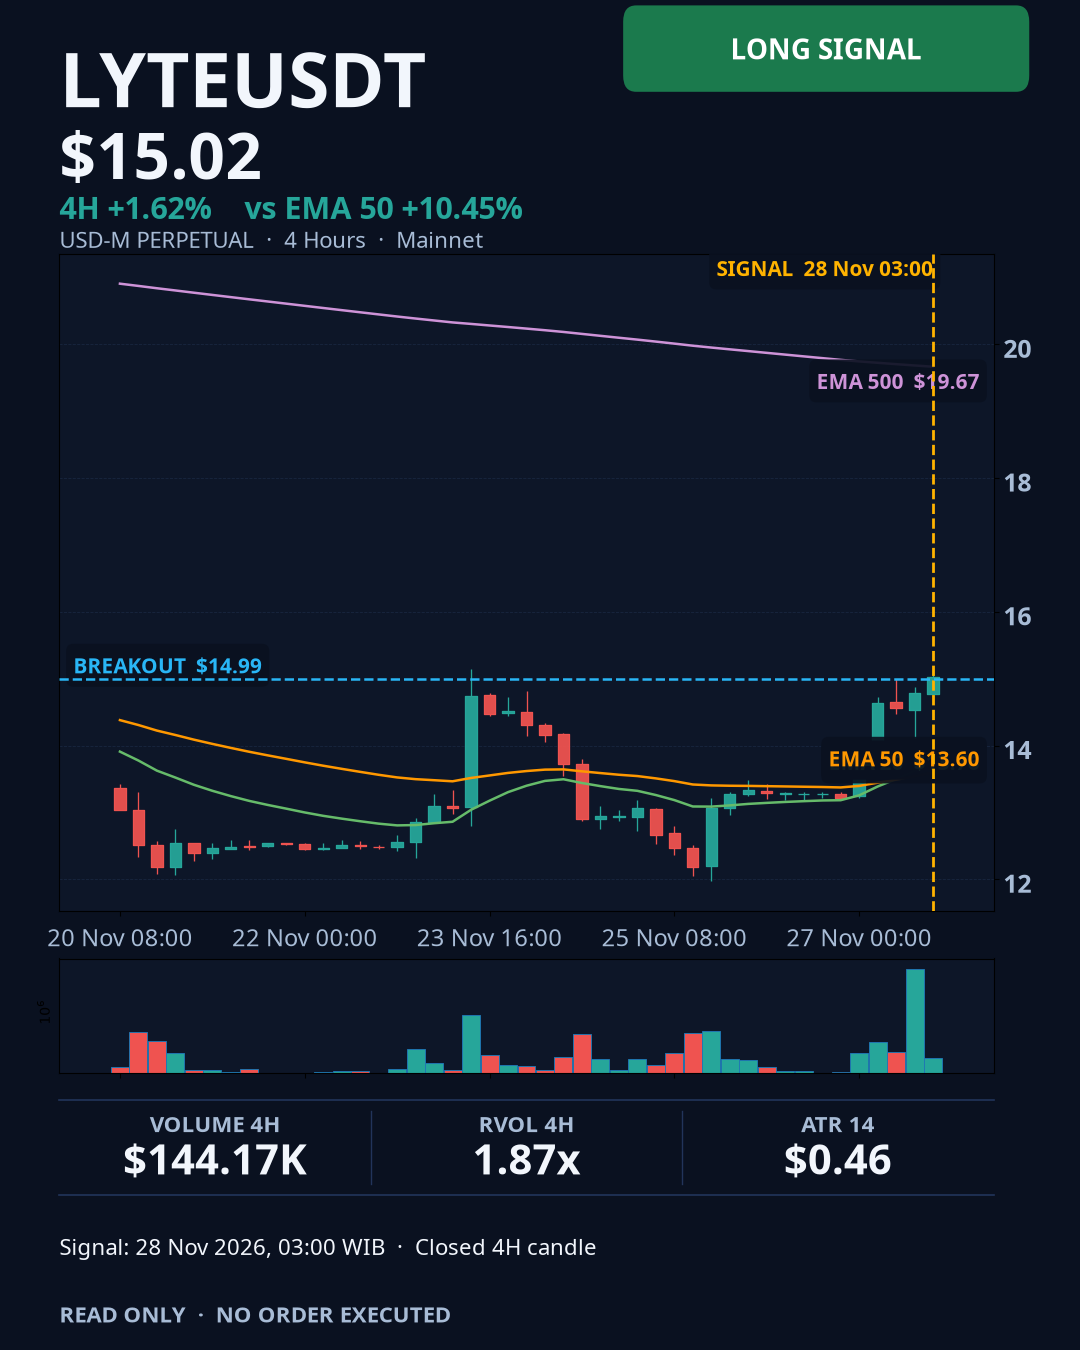 LONG SIGNAL
LYTEUSDT
$15.02
4H +1.62% vs EMA 50 +10.45%
USD-M PERPETUAL · 4 Hours · Mainnet
SIGNAL 28 Nov 03:00
20
EMA 500 $19.67
18
16
BREAKOUT $14.99
14
EMA 50 $13.60
12
20 Nov 08:00 22 Nov 00:00 23 Nov 16:00 25 Nov 08:00 27 Nov 00:00
10⁶
VOLUME 4H RVOL 4H ATR 14
$144.17K 1.87x $0.46
Signal: 28 Nov 2026, 03:00 WIB · Closed 4H candle
READ ONLY · NO ORDER EXECUTED